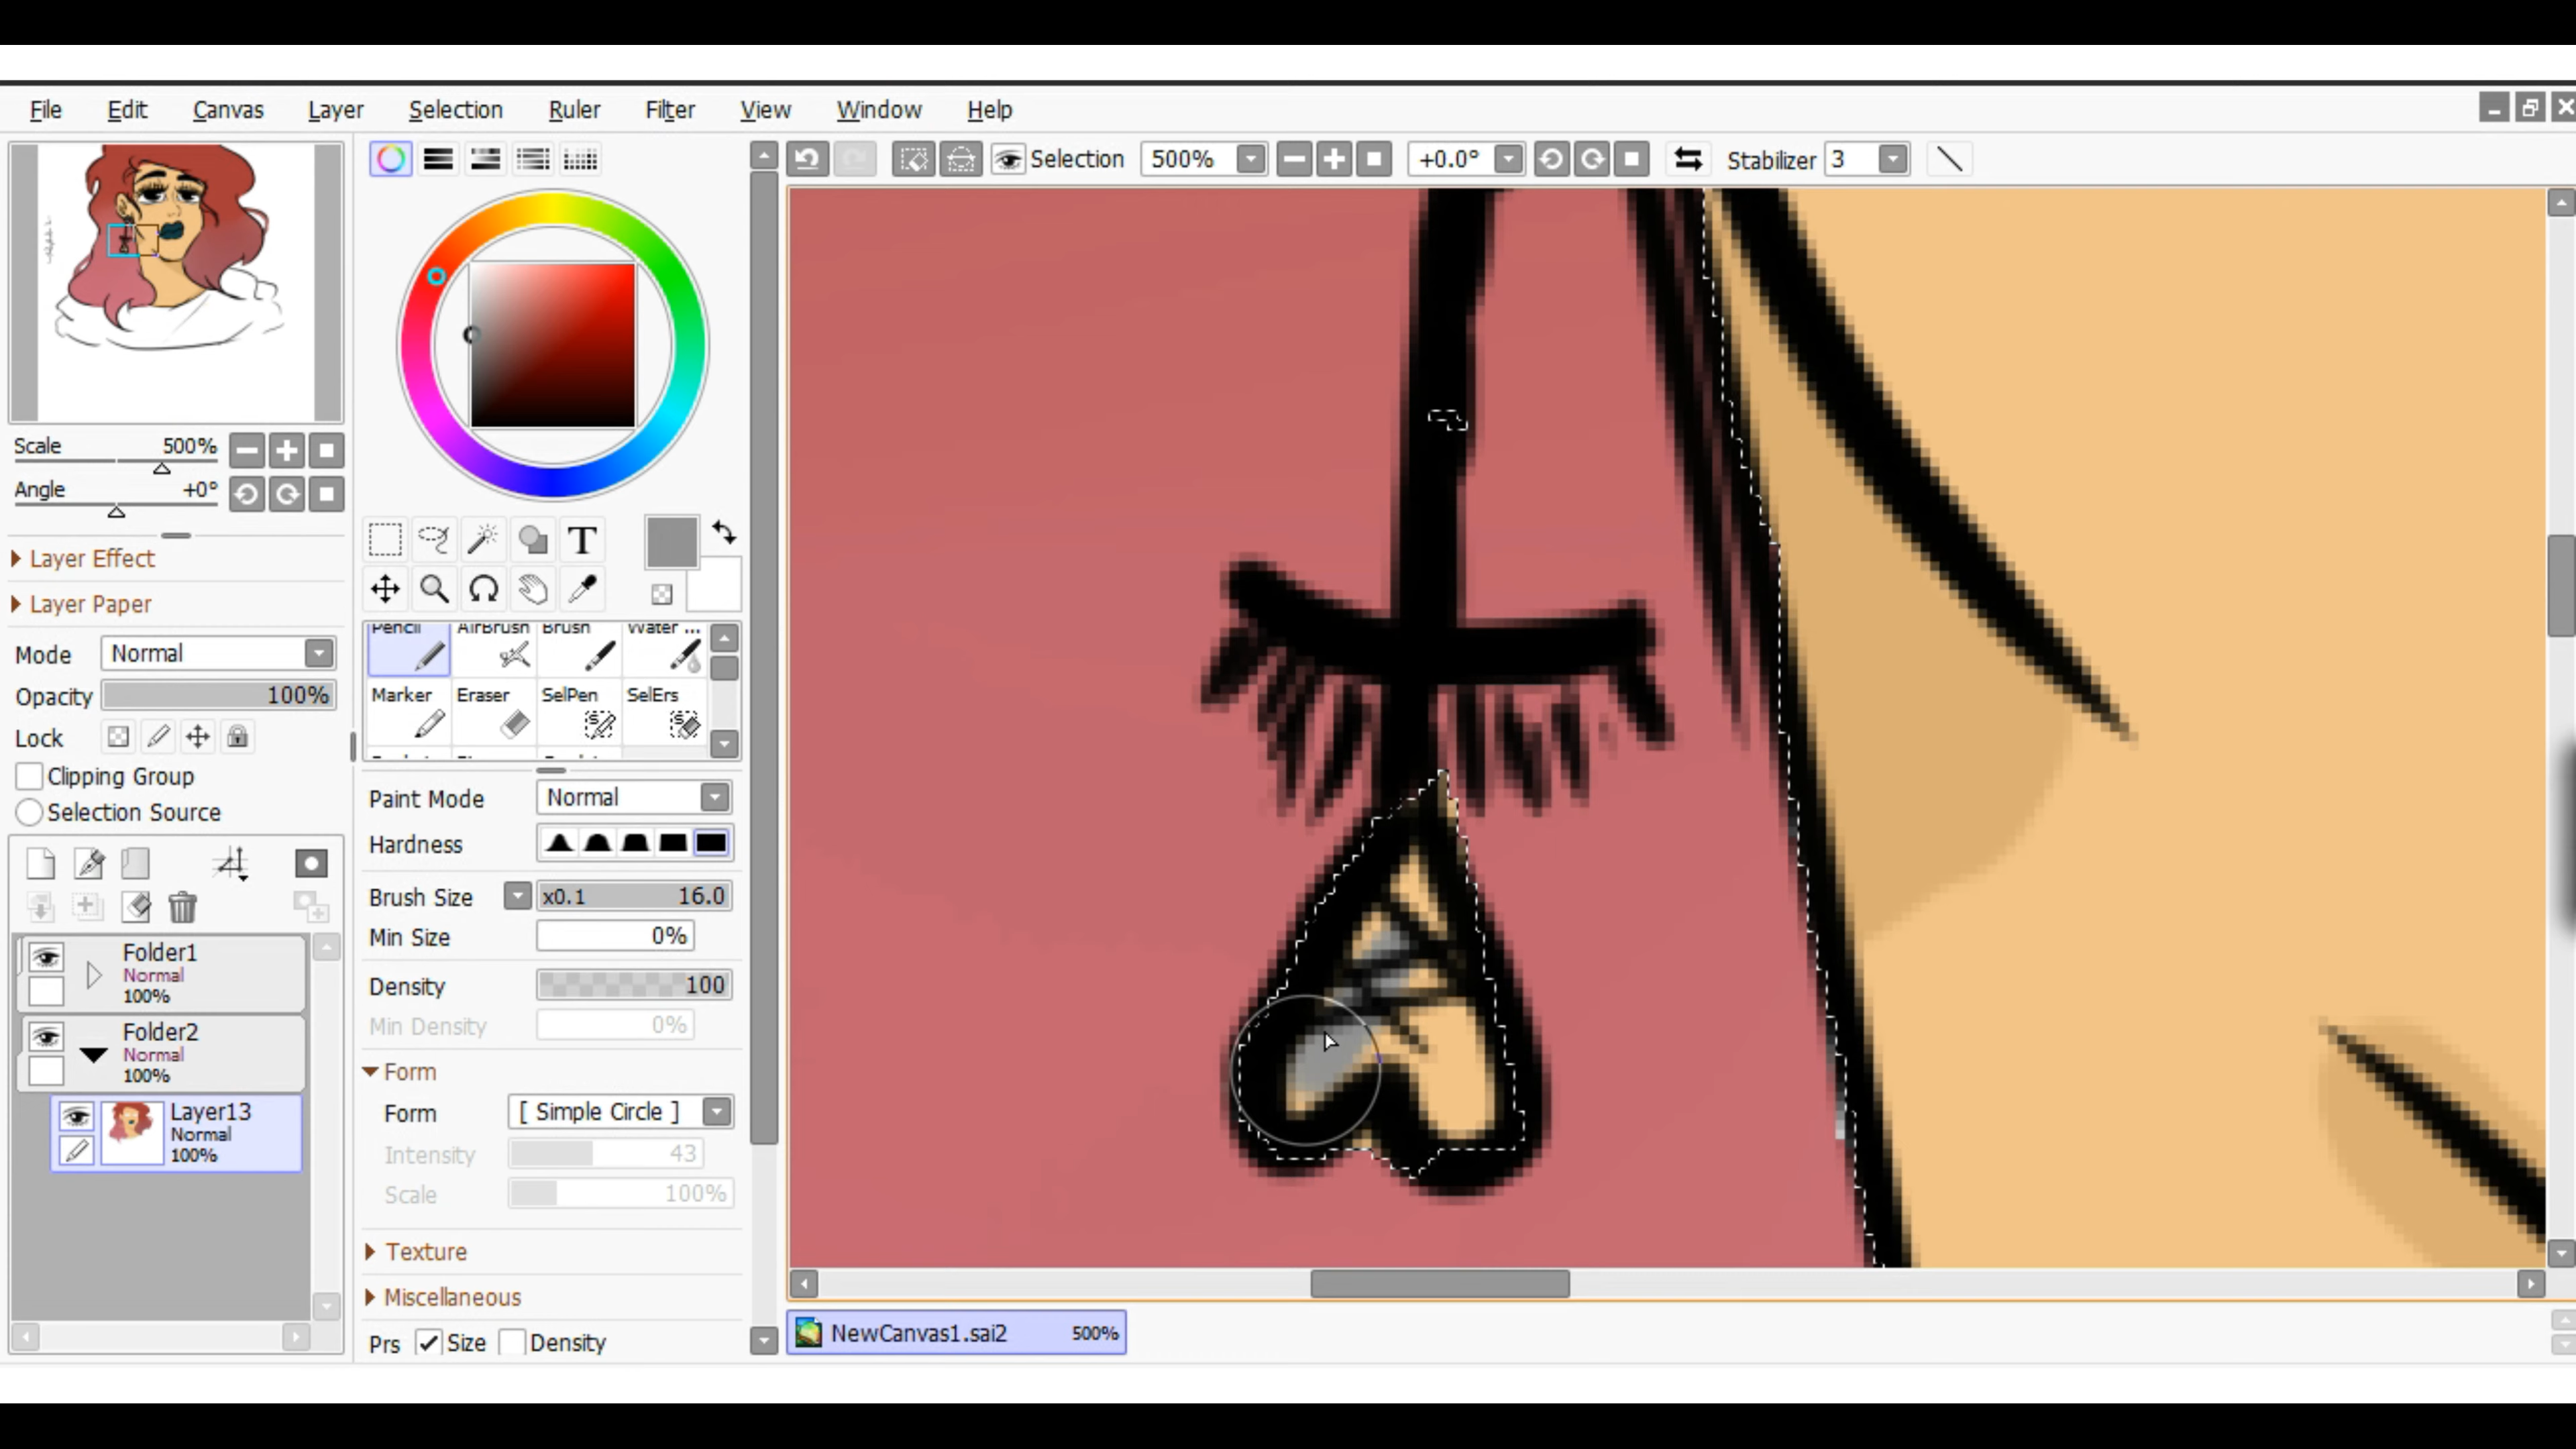 File Edit Canvas Layer Selection Ruler Filter View Window Help
Selection 500% +0.0° Stabilizer 3
Scale 500%
Angle +0°
Layer Effect
Layer Paper
Mode Normal
Opacity 100%
Lock
Clipping Group
Selection Source
Folder1
Normal
100%
Folder2
Normal
100%
Layer13
Normal
100%
T
Pencil AirBrush Brush Water ...
Marker Eraser SelPen SelErs
Paint Mode Normal
Hardness
Brush Size x0.1 16.0
Min Size 0%
Density 100
Min Density 0%
Form
Form [ Simple Circle ]
Intensity 43
Scale 100%
Texture
Miscellaneous
Prs Size Density
NewCanvas1.sai2 500%